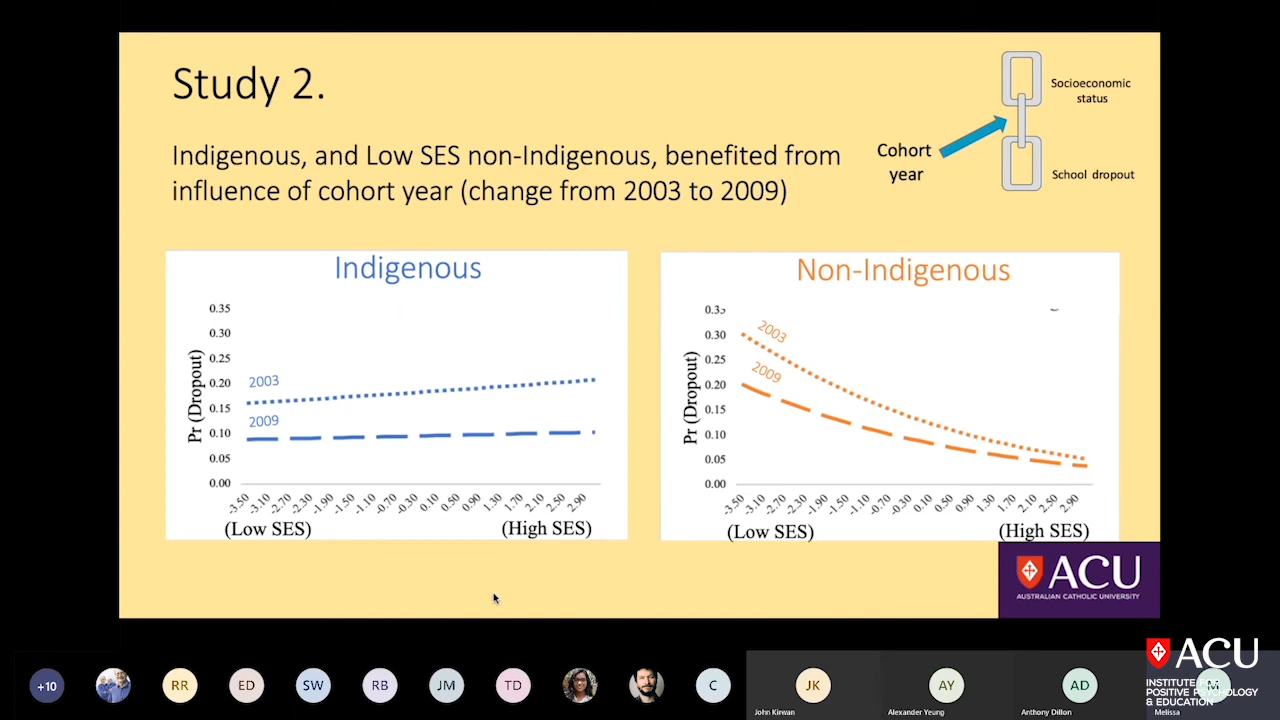 Study 2.
Indigenous, and Low SES non-Indigenous, benefited from
influence of cohort year (change from 2003 to 2009)
Socioeconomic
status
Cohort
year
School dropout
Indigenous
0.35
0.30
0.25
0.20
0.15
0.10
0.05
0.00
Pr (Dropout)
2003
2009
-3.50 -3.10 -2.70 -2.30 -1.90 -1.50 -1.10 -0.70 -0.30 0.10 0.50 0.90 1.30 1.70 2.10 2.50 2.90
(Low SES) (High SES)
Non-Indigenous
0.35
0.30
0.25
0.20
0.15
0.10
0.05
0.00
Pr (Dropout)
2003
2009
-3.50 -3.10 -2.70 -2.30 -1.90 -1.50 -1.10 -0.70 -0.30 0.10 0.50 0.90 1.30 1.70 2.10 2.50 2.90
(Low SES) (High SES)
ACU
AUSTRALIAN CATHOLIC UNIVERSITY
+10 RR ED SW RB JM TD C JK AY AD
John Kirwan Alexander Yeung Anthony Dillon Melissa
ACU
INSTITUTE FOR
POSITIVE PSYCHOLOGY
& EDUCATION